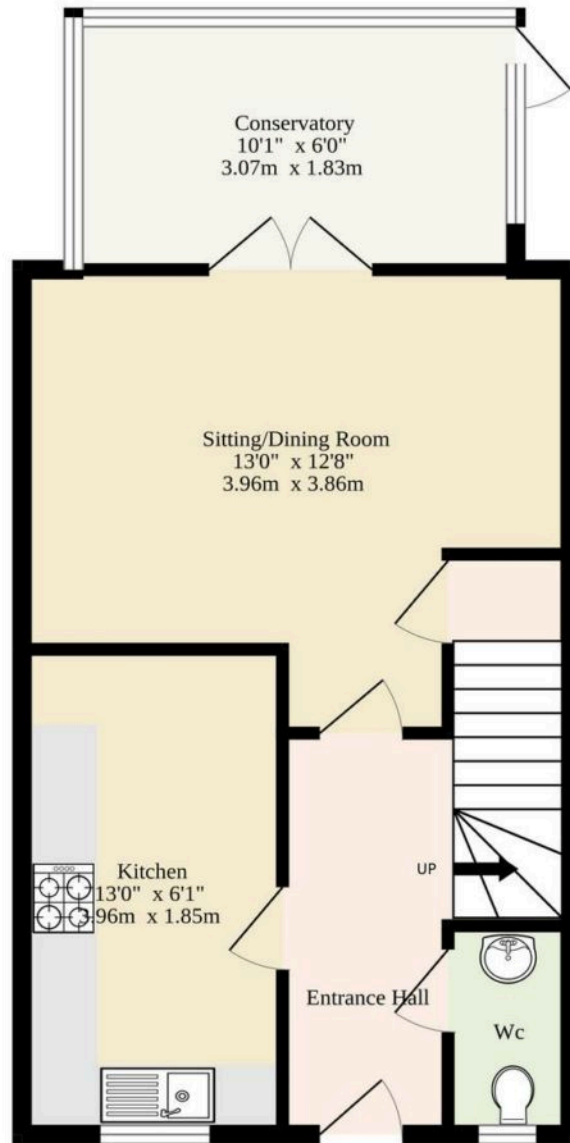 Conservatory
10'1" x 6'0"
3.07m x 1.83m
Sitting/Dining Room
13'0" x 12'8"
3.96m x 3.86m
Kitchen
13'0" x 6'1"
3.96m x 1.85m
UP
Entrance Hall
Wc